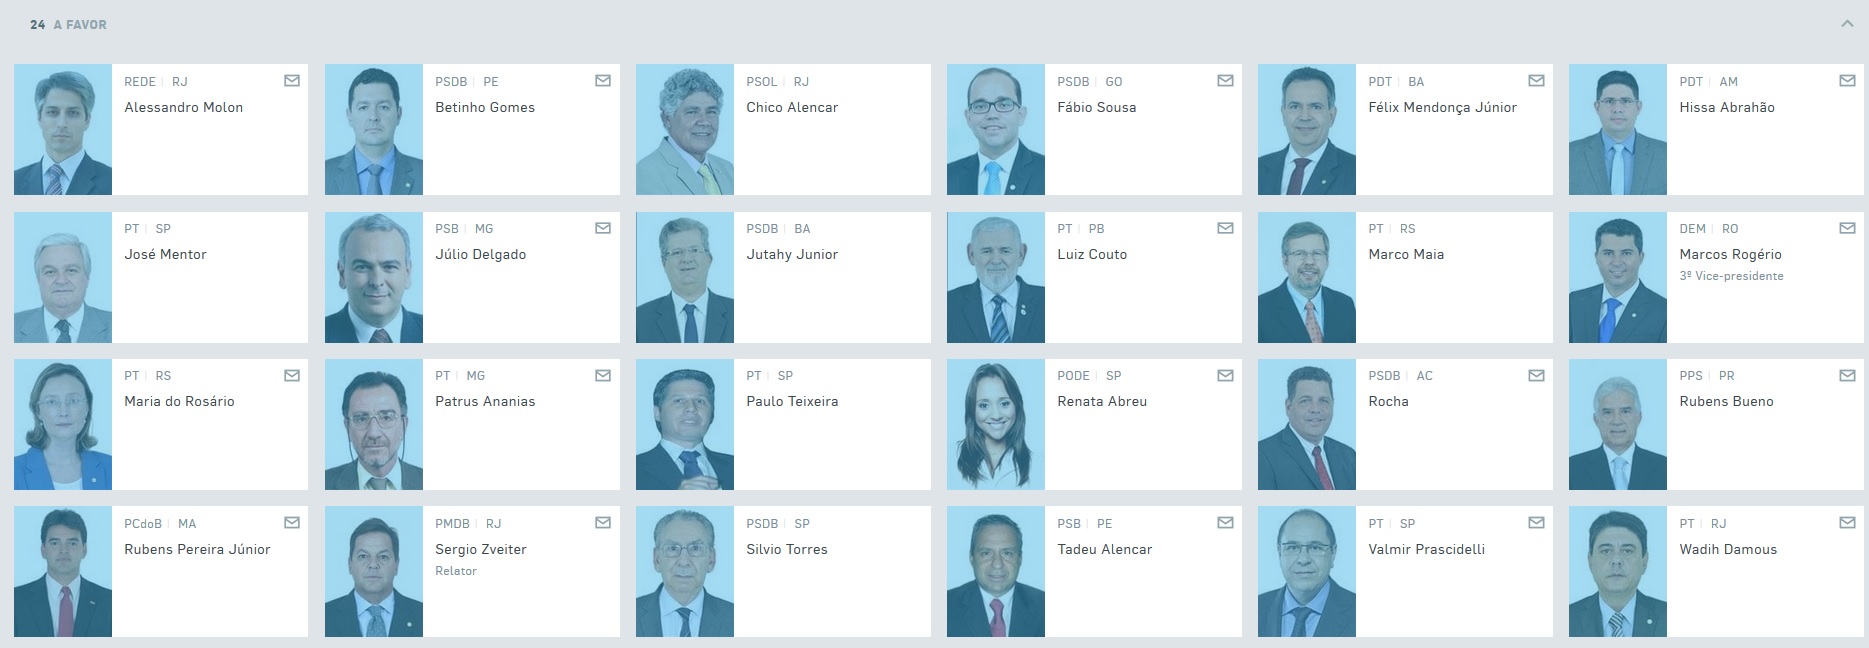 24 A FAVOR
REDE RJ
Alessandro Molon
PSDB PE
Betinho Gomes
PSOL RJ
Chico Alencar
PSDB GO
Fábio Sousa
PDT BA
Félix Mendonça Júnior
PDT AM
Hissa Abrahão
PT SP
José Mentor
PSB MG
Júlio Delgado
PSDB BA
Jutahy Junior
PT PB
Luiz Couto
PT RS
Marco Maia
DEM RO
Marcos Rogério
3º Vice-presidente
PT RS
Maria do Rosário
PT MG
Patrus Ananias
PT SP
Paulo Teixeira
PODE SP
Renata Abreu
PSDB AC
Rocha
PPS PR
Rubens Bueno
PCdoB MA
Rubens Pereira Júnior
PMDB RJ
Sergio Zveiter
Relator
PSDB SP
Silvio Torres
PSB PE
Tadeu Alencar
PT SP
Valmir Prascidelli
PT RJ
Wadih Damous